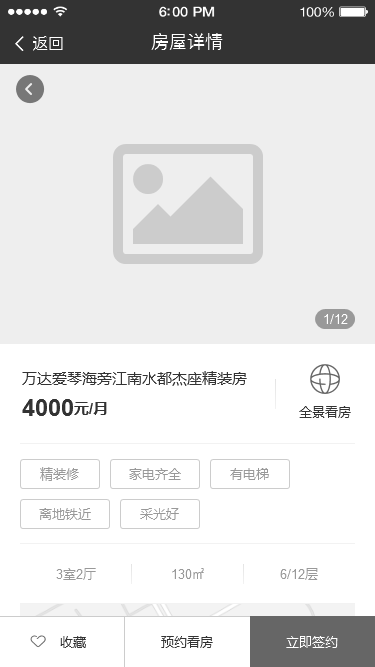 6:00 PM 100%
返回 房屋详情
1/12
万达爱琴海旁江南水都杰座精装房
4000元/月
全景看房
精装修 家电齐全 有电梯
离地铁近 采光好
3室2厅 130㎡ 6/12层
收藏 预约看房 立即签约